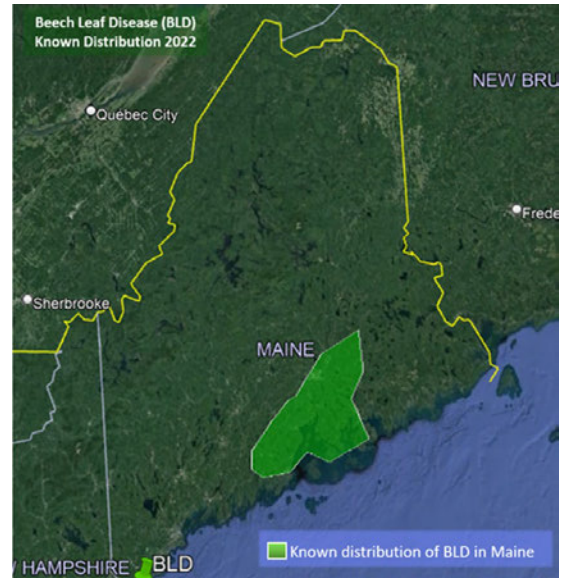 Beech Leaf Disease (BLD)
Known Distribution 2022
NEW BRU
Quebec City
Frede
Sherbrooke
MAINE
Known distribution of BLD in Maine
HAMPSHIRE
BLD